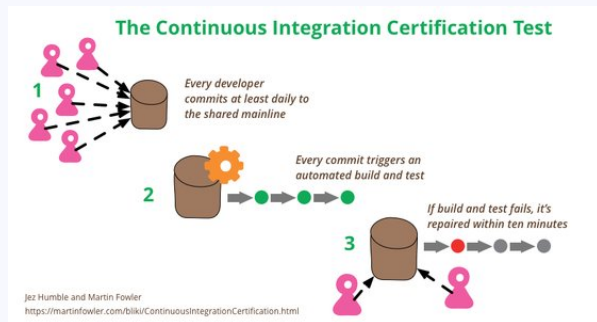 The Continuous Integration Certification Test
1
Every developer
commits at least daily to
the shared mainline
2
Every commit triggers an
automated build and test
3
If build and test fails, it's
repaired within ten minutes
Jez Humble and Martin Fowler
https://martinfowler.com/bliki/ContinuousIntegrationCertification.html